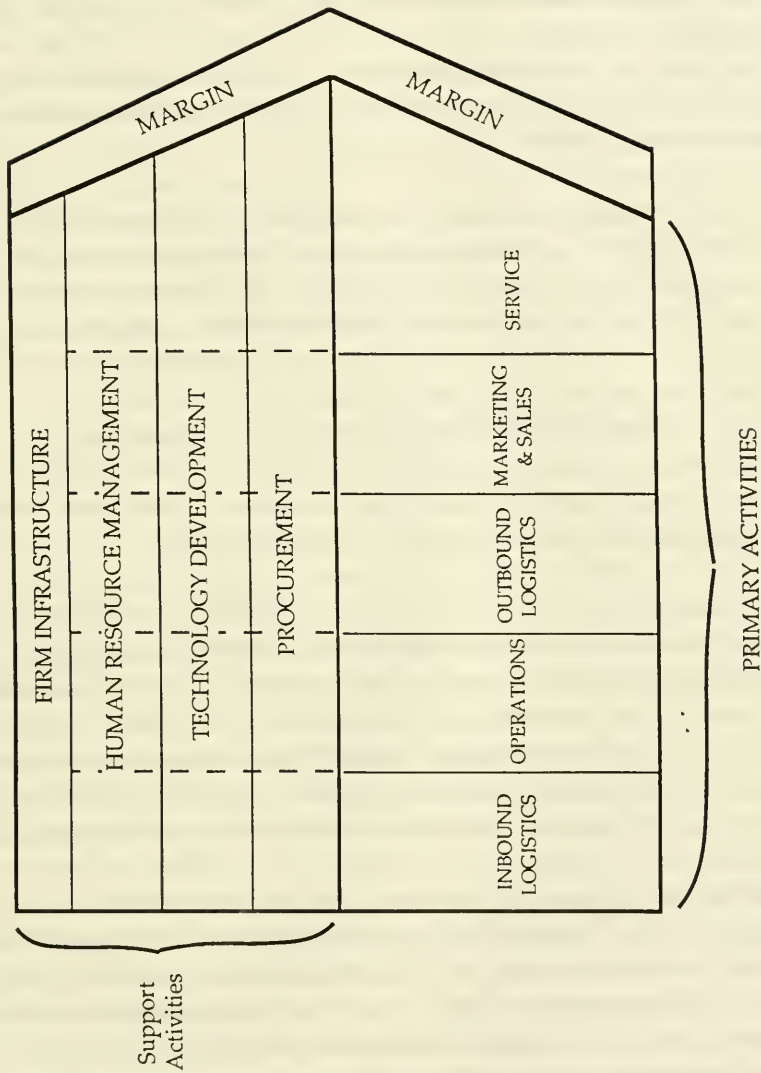 Support
Activities
FIRM INFRASTRUCTURE
HUMAN RESOURCE MANAGEMENT
TECHNOLOGY DEVELOPMENT
PROCUREMENT
MARGIN
MARGIN
INBOUND
LOGISTICS
OPERATIONS
OUTBOUND
LOGISTICS
MARKETING
& SALES
SERVICE
PRIMARY ACTIVITIES